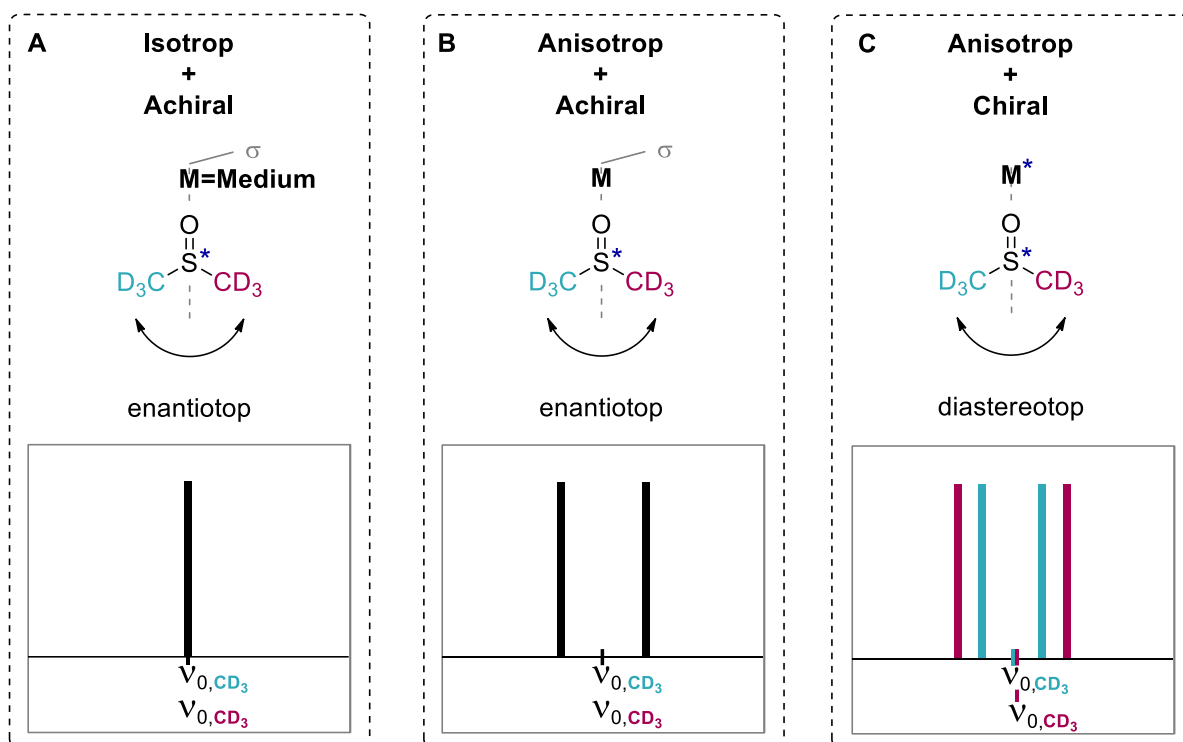 A
Isotrop
+
Achiral
σ
M=Medium
O
S*
D₃C CD₃
enantiotop
ν₀,CD₃
ν₀,CD₃
B
Anisotrop
+
Achiral
σ
M
O
S*
D₃C CD₃
enantiotop
ν₀,CD₃
ν₀,CD₃
C
Anisotrop
+
Chiral
M*
O
S*
D₃C CD₃
diastereotop
ν₀,CD₃
ν₀,CD₃